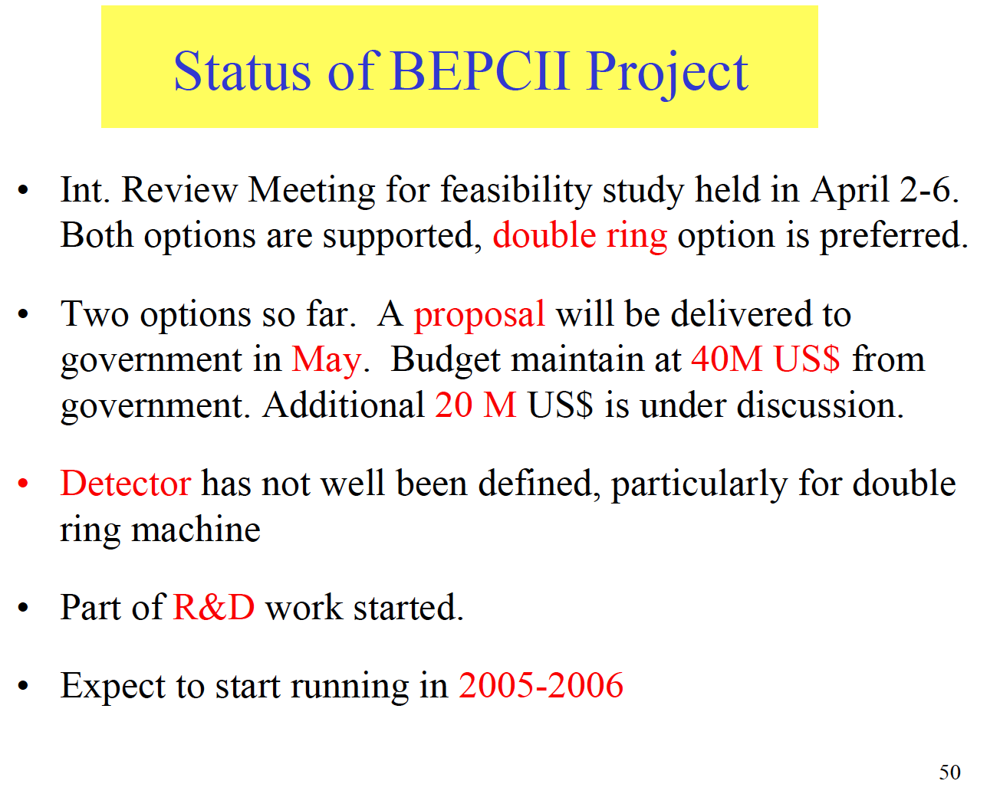 Status of BEPCII Project
• Int. Review Meeting for feasibility study held in April 2-6.
Both options are supported, double ring option is preferred.
• Two options so far.  A proposal will be delivered to
government in May.  Budget maintain at 40M US$ from
government. Additional 20 M US$ is under discussion.
• Detector has not well been defined, particularly for double
ring machine
• Part of R&D work started.
• Expect to start running in 2005-2006
50